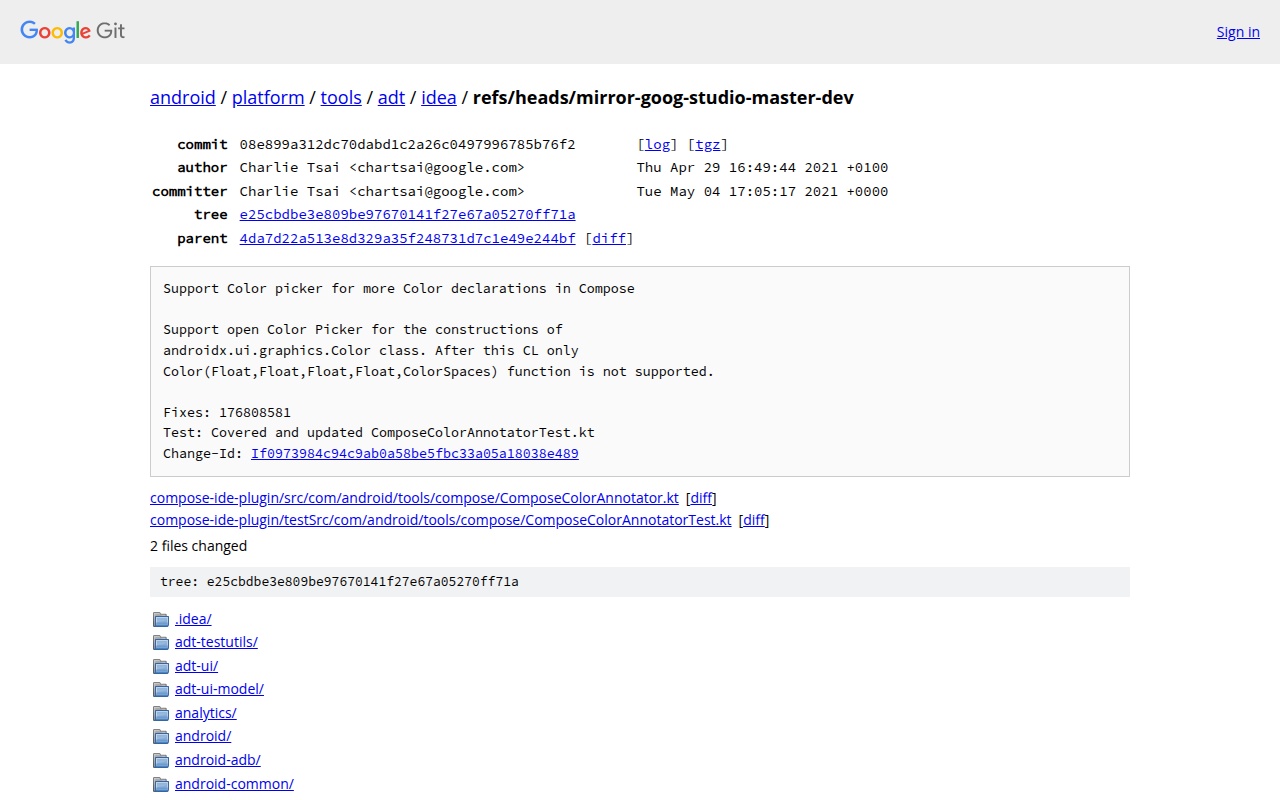 Google Git
Sign in
android / platform / tools / adt / idea / refs/heads/mirror-goog-studio-master-dev
commit 08e899a312dc70dabd1c2a26c0497996785b76f2 [log] [tgz]
author Charlie Tsai <chartsai@google.com> Thu Apr 29 16:49:44 2021 +0100
committer Charlie Tsai <chartsai@google.com> Tue May 04 17:05:17 2021 +0000
tree e25cbdbe3e809be97670141f27e67a05270ff71a
parent 4da7d22a513e8d329a35f248731d7c1e49e244bf [diff]
Support Color picker for more Color declarations in Compose
Support open Color Picker for the constructions of
androidx.ui.graphics.Color class. After this CL only
Color(Float,Float,Float,Float,ColorSpaces) function is not supported.
Fixes: 176808581
Test: Covered and updated ComposeColorAnnotatorTest.kt
Change-Id: If0973984c94c9ab0a58be5fbc33a05a18038e489
compose-ide-plugin/src/com/android/tools/compose/ComposeColorAnnotator.kt [diff]
compose-ide-plugin/testSrc/com/android/tools/compose/ComposeColorAnnotatorTest.kt [diff]
2 files changed
tree: e25cbdbe3e809be97670141f27e67a05270ff71a
.idea/
adt-testutils/
adt-ui/
adt-ui-model/
analytics/
android/
android-adb/
android-common/